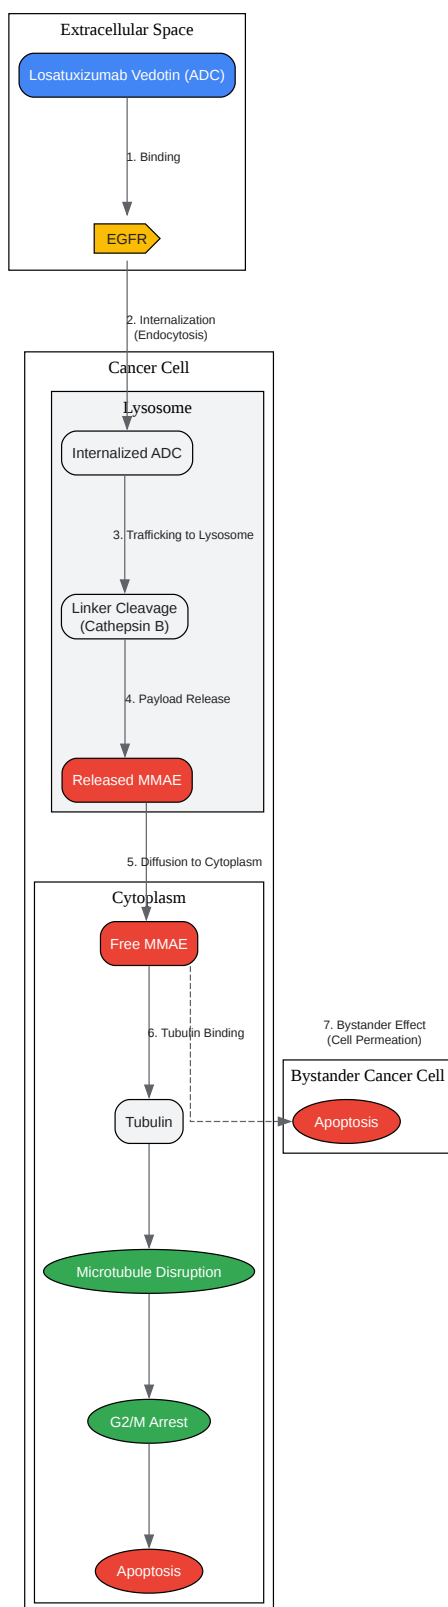 Extracellular Space
Losatuxizumab Vedotin (ADC)
1. Binding
EGFR
2. Internalization
(Endocytosis)
Cancer Cell
Lysosome
Internalized ADC
3. Trafficking to Lysosome
Linker Cleavage
(Cathepsin B)
4. Payload Release
Released MMAE
5. Diffusion to Cytoplasm
Cytoplasm
Free MMAE
6. Tubulin Binding
7. Bystander Effect
(Cell Permeation)
Bystander Cancer Cell
Tubulin
Apoptosis
Microtubule Disruption
G2/M Arrest
Apoptosis